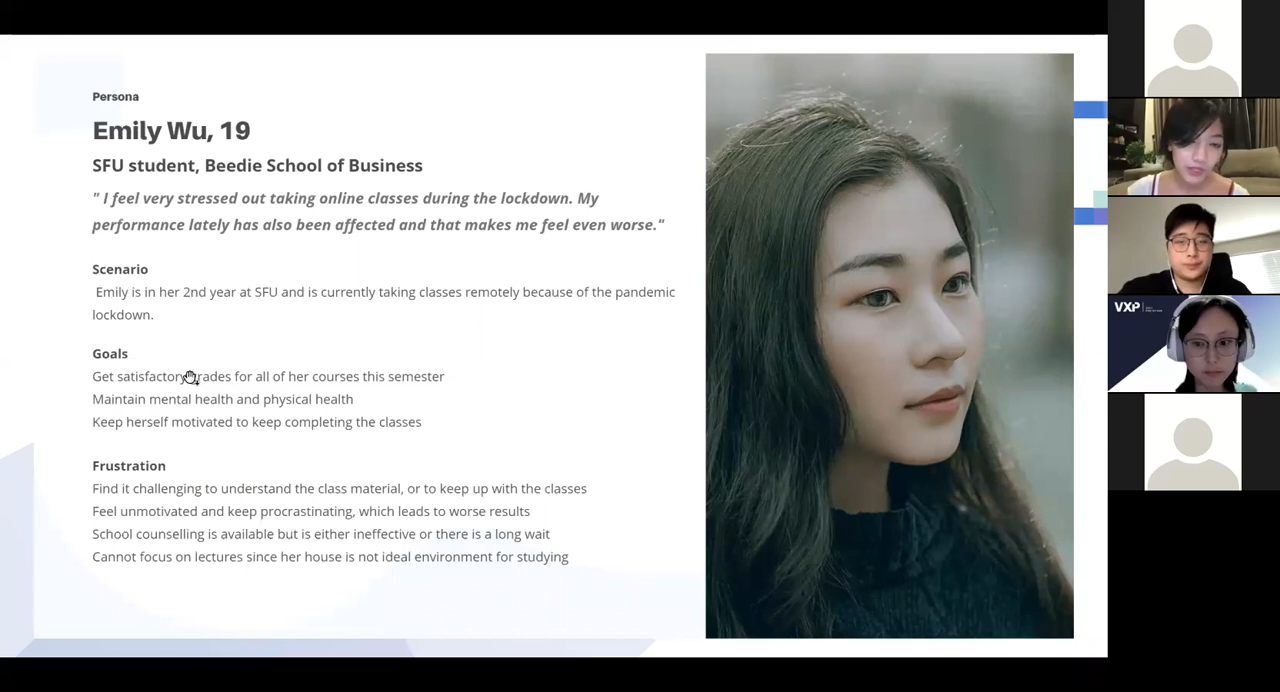 Persona
Emily Wu, 19
SFU student, Beedie School of Business
" I feel very stressed out taking online classes during the lockdown. My
performance lately has also been affected and that makes me feel even worse."
Scenario
Emily is in her 2nd year at SFU and is currently taking classes remotely because of the pandemic
lockdown.
Goals
Get satisfactory grades for all of her courses this semester
Maintain mental health and physical health
Keep herself motivated to keep completing the classes
Frustration
Find it challenging to understand the class material, or to keep up with the classes
Feel unmotivated and keep procrastinating, which leads to worse results
School counselling is available but is either ineffective or there is a long wait
Cannot focus on lectures since her house is not ideal environment for studying
VXP